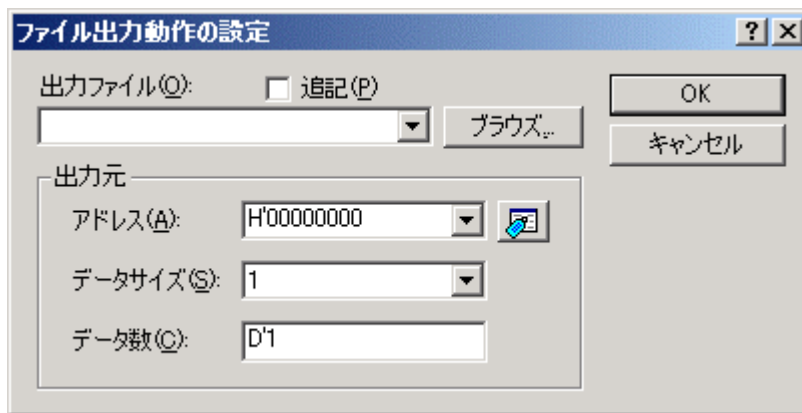 ファイル出力動作の設定
出力ファイル(O):
追記(P)
OK
ブラウズ...
キャンセル
出力元
アドレス(A):
H'00000000
データサイズ(S):
1
データ数(C):
D'1